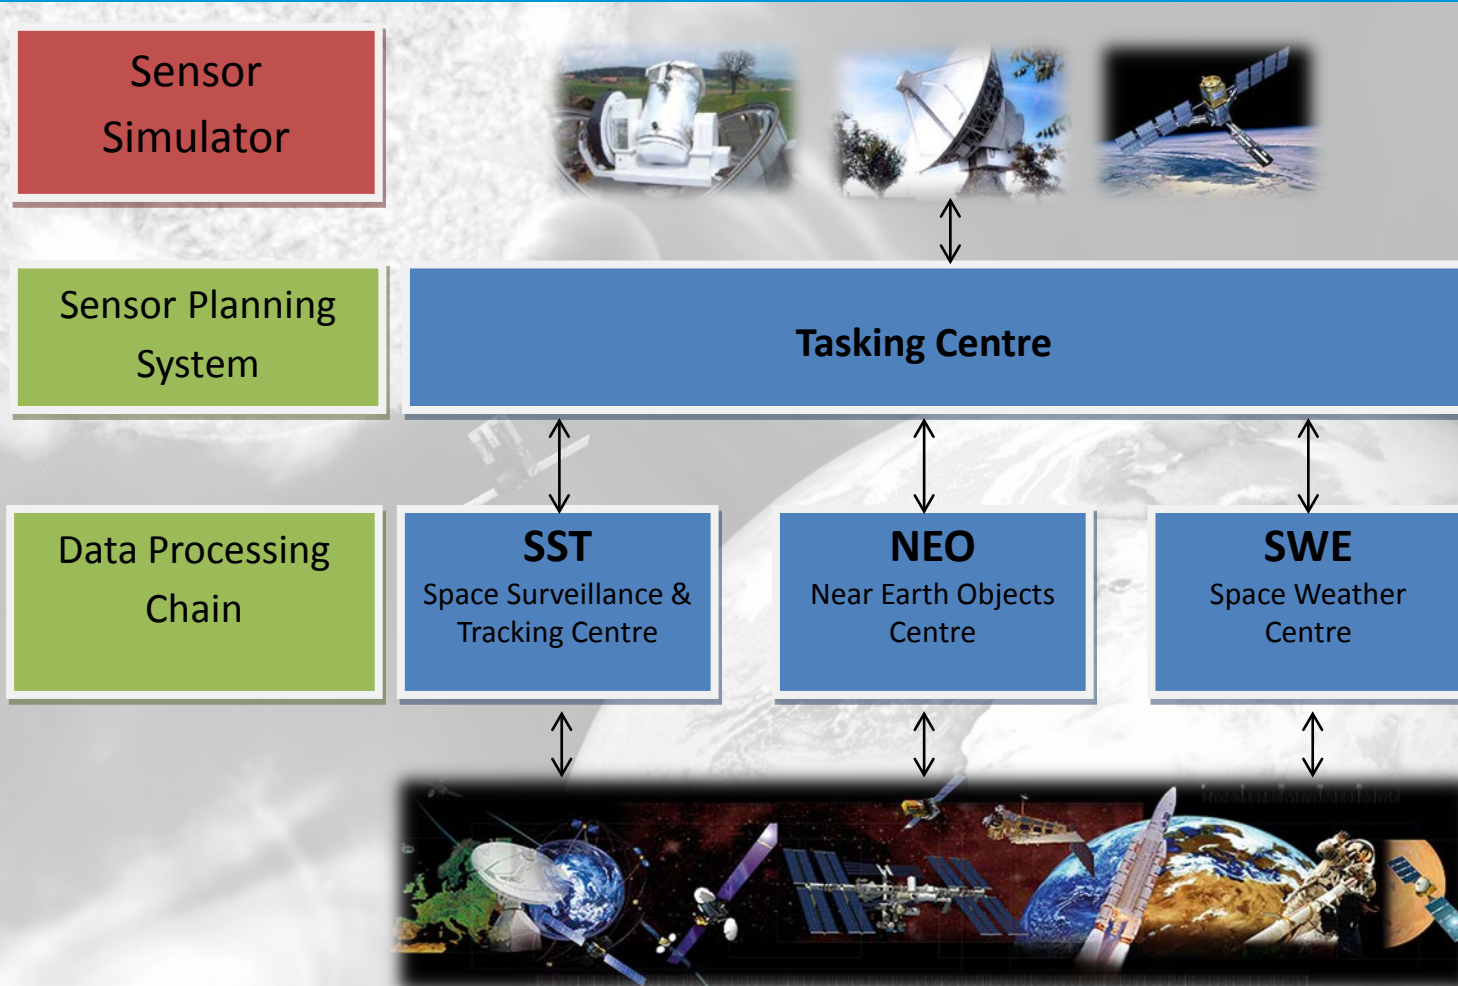 Sensor
Simulator
Sensor Planning
System
Tasking Centre
Data Processing
Chain
SST
Space Surveillance &
Tracking Centre
NEO
Near Earth Objects
Centre
SWE
Space Weather
Centre